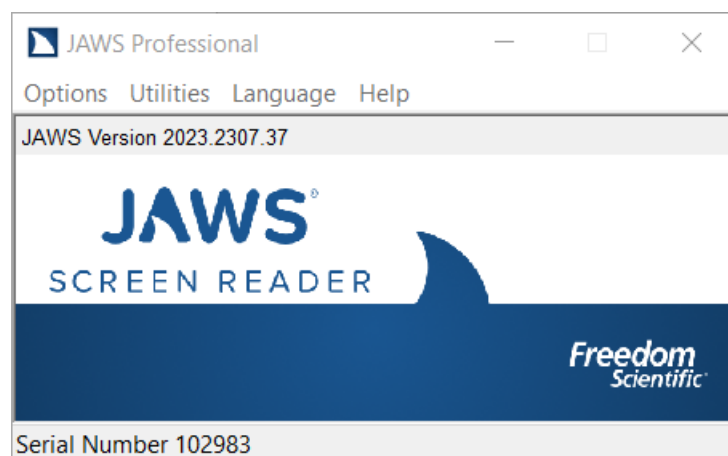 JAWS Professional
Options Utilities Language Help
JAWS Version 2023.2307.37
JAWS®
SCREEN READER
Freedom
Scientific
Serial Number 102983